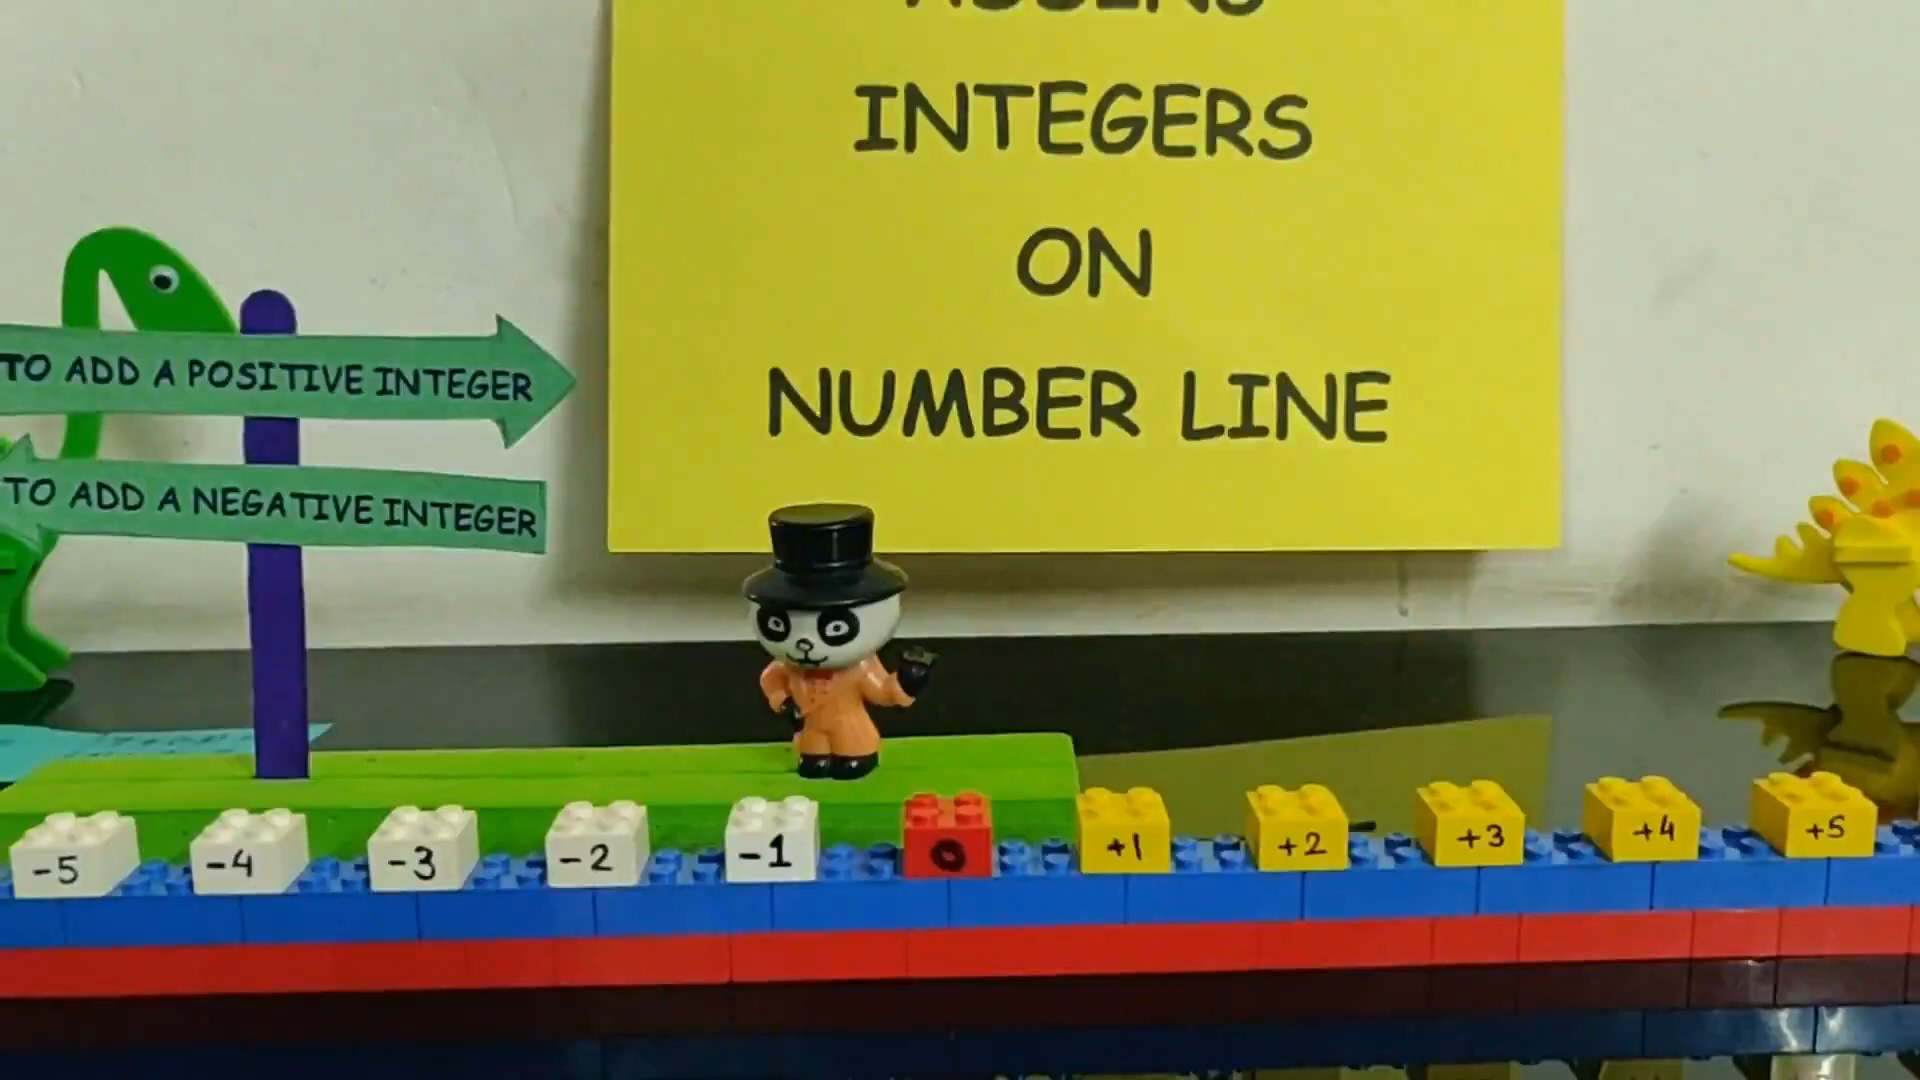 INTEGERS
ON
NUMBER LINE
TO ADD A POSITIVE INTEGER
TO ADD A NEGATIVE INTEGER
-5 -4 -3 -2 -1 0 +1 +2 +3 +4 +5